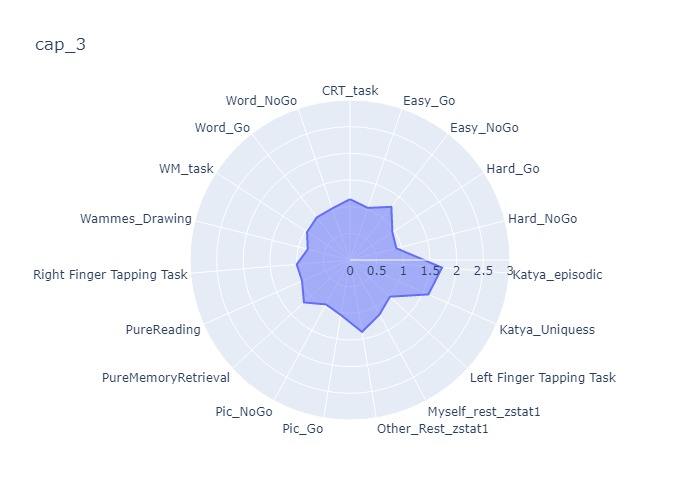 cap_3
CRT_task
Easy_Go
Easy_NoGo
Hard_Go
Hard_NoGo
Katya_episodic
Katya_Uniquess
Left Finger Tapping Task
Myself_rest_zstat1
Other_Rest_zstat1
Pic_Go
Pic_NoGo
PureMemoryRetrieval
PureReading
Right Finger Tapping Task
Wammes_Drawing
WM_task
Word_Go
Word_NoGo
0 0.5 1 1.5 2 2.5 3